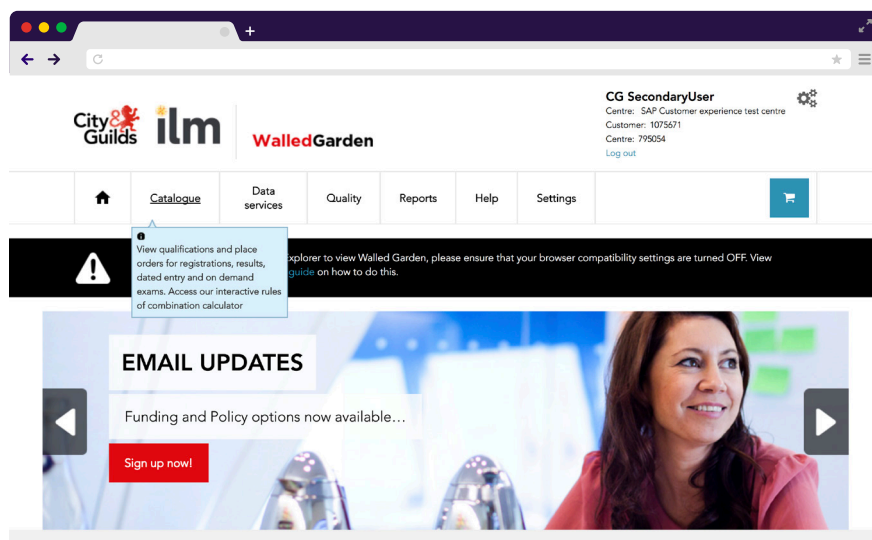 CG SecondaryUser
Centre: SAP Customer experience test centre
Customer: 1075671
Centre: 795054
Log out
City&
Guilds
ilm
WalledGarden
Catalogue
Data
services
Quality
Reports
Help
Settings
View qualifications and place
orders for registrations, results,
dated entry and on demand
exams. Access our interactive rules
of combination calculator
plorer to view Walled Garden, please ensure that your browser compatibility settings are turned OFF. View
guide on how to do this.
EMAIL UPDATES
Funding and Policy options now available...
Sign up now!